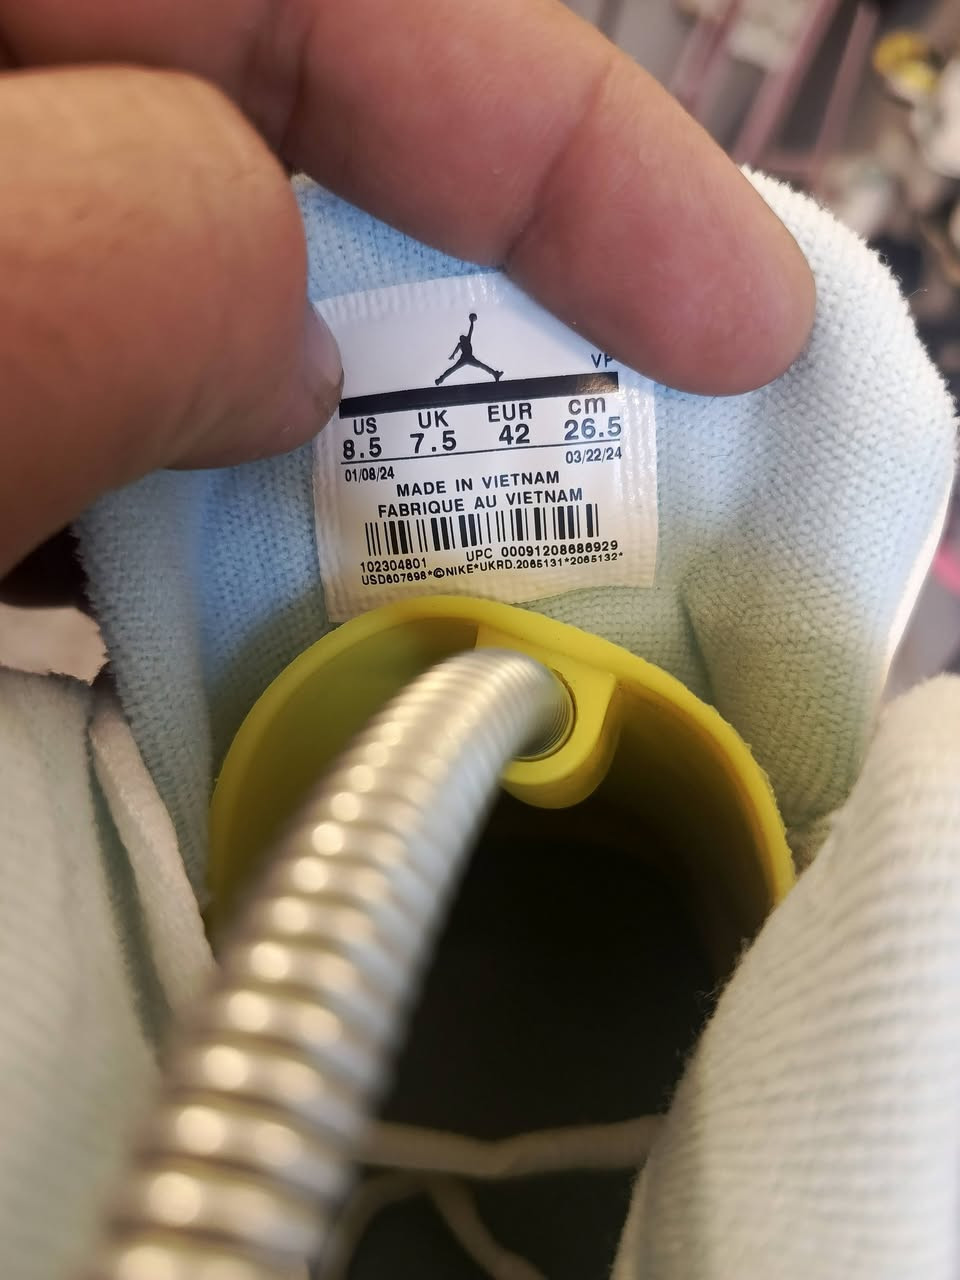 VP
US UK EUR cm
8.5 7.5 42 26.5
01/08/24 03/22/24
MADE IN VIETNAM
FABRIQUE AU VIETNAM
102304801 UPC 00091208686929
USD607698*©NIKE*UKRD.2065131*2065132*